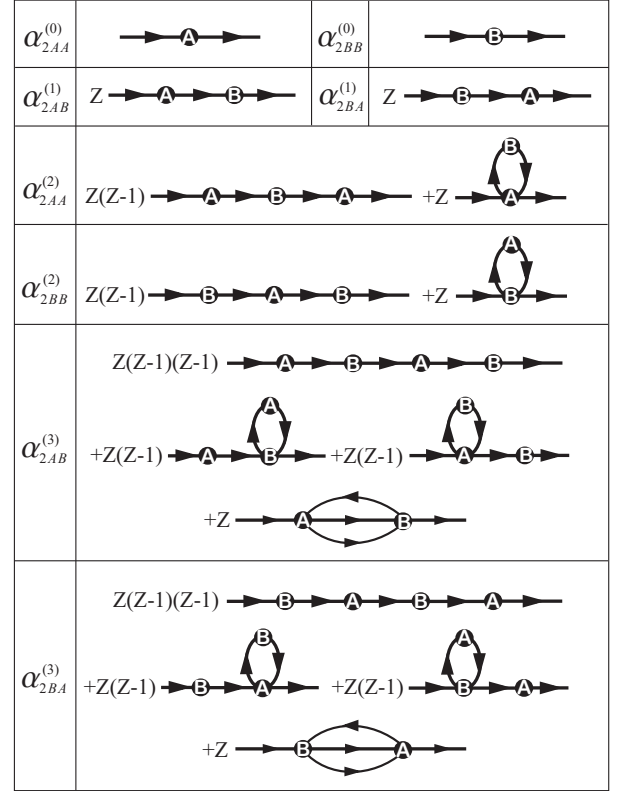 α_{2AA}^{(0)} A α_{2BB}^{(0)} B
α_{2AB}^{(1)} Z A B α_{2BA}^{(1)} Z B A
B
α_{2AA}^{(2)} Z(Z-1) A B A +Z A
A
α_{2BB}^{(2)} Z(Z-1) B A B +Z B
Z(Z-1)(Z-1) A B A B
A B
α_{2AB}^{(3)} +Z(Z-1) A B +Z(Z-1) A B
+Z A B
Z(Z-1)(Z-1) B A B A
B A
α_{2BA}^{(3)} +Z(Z-1) B A +Z(Z-1) B A
+Z B A